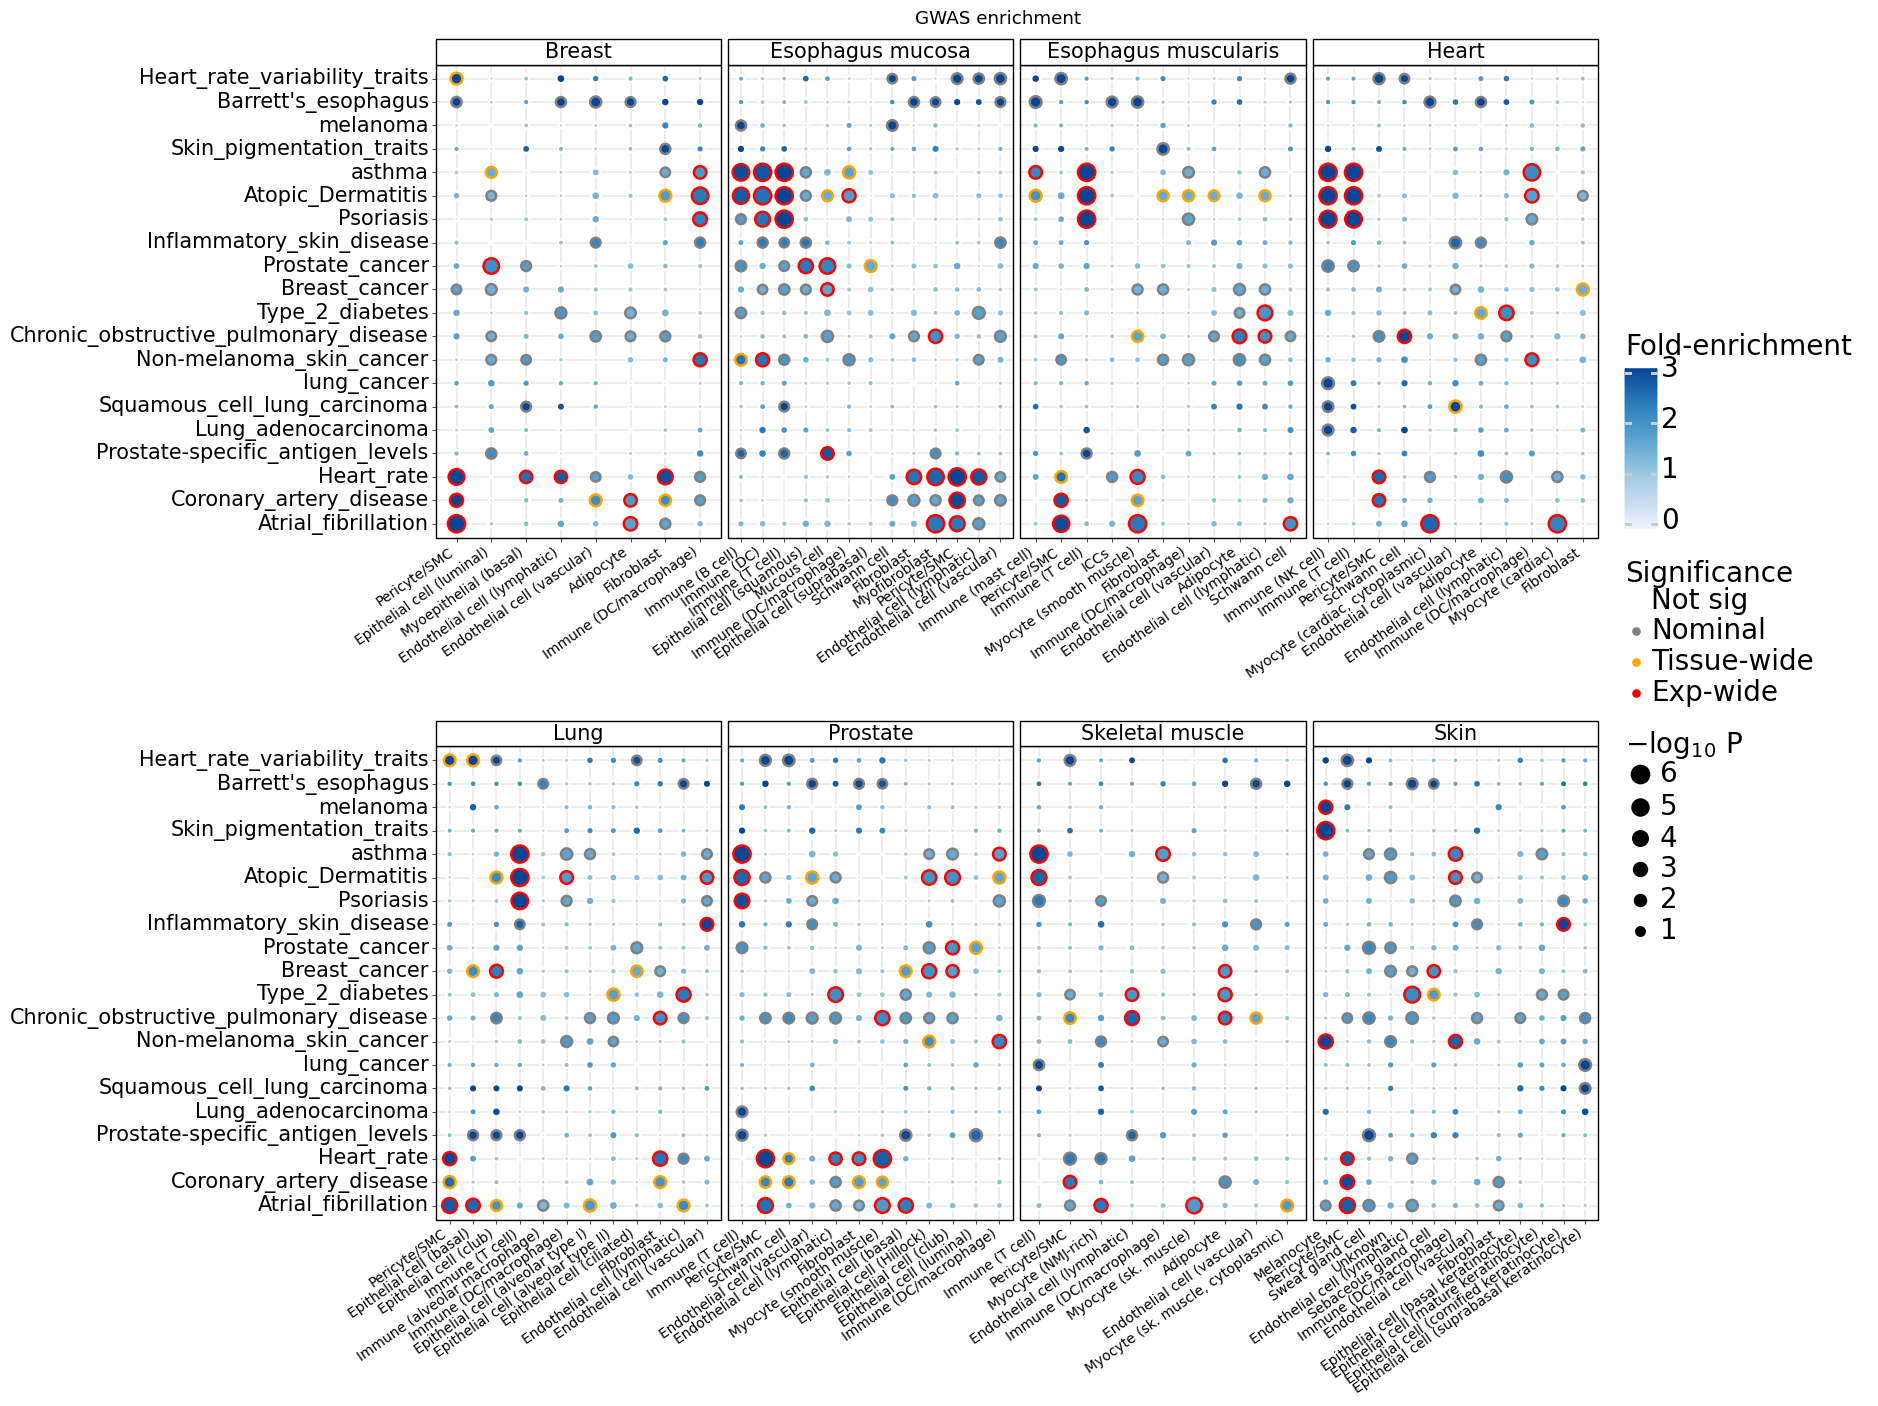 GWAS enrichment
Breast
Esophagus mucosa
Esophagus muscularis
Heart
Heart_rate_variability_traits
Barrett's_esophagus
melanoma
Skin_pigmentation_traits
asthma
Atopic_Dermatitis
Psoriasis
Inflammatory_skin_disease
Prostate_cancer
Breast_cancer
Type_2_diabetes
Chronic_obstructive_pulmonary_disease
Non-melanoma_skin_cancer
lung_cancer
Squamous_cell_lung_carcinoma
Lung_adenocarcinoma
Prostate-specific_antigen_levels
Heart_rate
Coronary_artery_disease
Atrial_fibrillation
Pericyte/SMC
Epithelial cell (luminal)
Myoepithelial (basal)
Endothelial cell (lymphatic)
Endothelial cell (vascular)
Adipocyte
Fibroblast
Immune (DC/macrophage)
Immune (B cell)
Immune (DC)
Immune (T cell)
Epithelial cell (squamous)
Mucous cell
Immune (DC/macrophage)
Epithelial cell (suprabasal)
Schwann cell
Fibroblast
Myofibroblast
Pericyte/SMC
Endothelial cell (lymphatic)
Endothelial cell (vascular)
Immune (mast cell)
Pericyte/SMC
Immune (T cell)
ICCs
Myocyte (smooth muscle)
Fibroblast
Immune (DC/macrophage)
Endothelial cell (vascular)
Adipocyte
Endothelial cell (lymphatic)
Schwann cell
Immune (NK cell)
Immune (T cell)
Pericyte/SMC
Schwann cell
Myocyte (cardiac, cytoplasmic)
Endothelial cell (vascular)
Adipocyte
Endothelial cell (lymphatic)
Immune (DC/macrophage)
Myocyte (cardiac)
Fibroblast
Lung
Prostate
Skeletal muscle
Skin
Heart_rate_variability_traits
Barrett's_esophagus
melanoma
Skin_pigmentation_traits
asthma
Atopic_Dermatitis
Psoriasis
Inflammatory_skin_disease
Prostate_cancer
Breast_cancer
Type_2_diabetes
Chronic_obstructive_pulmonary_disease
Non-melanoma_skin_cancer
lung_cancer
Squamous_cell_lung_carcinoma
Lung_adenocarcinoma
Prostate-specific_antigen_levels
Heart_rate
Coronary_artery_disease
Atrial_fibrillation
Pericyte/SMC
Epithelial cell (basal)
Epithelial cell (club)
Immune (T cell)
Immune (alveolar macrophage)
Immune (DC/macrophage)
Epithelial cell (alveolar type I)
Epithelial cell (alveolar type II)
Epithelial cell (ciliated)
Fibroblast
Endothelial cell (lymphatic)
Endothelial cell (vascular)
Immune (T cell)
Pericyte/SMC
Schwann cell
Endothelial cell (vascular)
Endothelial cell (lymphatic)
Fibroblast
Myocyte (smooth muscle)
Epithelial cell (basal)
Epithelial cell (Hillock)
Epithelial cell (club)
Epithelial cell (luminal)
Immune (DC/macrophage)
Immune (T cell)
Pericyte/SMC
Myocyte (NMJ-rich)
Endothelial cell (lymphatic)
Immune (DC/macrophage)
Myocyte (sk. muscle)
Adipocyte
Endothelial cell (vascular)
Myocyte (sk. muscle, cytoplasmic)
Melanocyte
Pericyte/SMC
Sweat gland cell
Unknown
Endothelial cell (lymphatic)
Sebaceous gland cell
Immune (DC/macrophage)
Endothelial cell (vascular)
Fibroblast
Epithelial cell (basal keratinocyte)
Epithelial cell (mature keratinocyte)
Epithelial cell (cornified keratinocyte)
Epithelial cell (suprabasal keratinocyte)
Fold-enrichment
3
2
1
0
Significance
Not sig
Nominal
Tissue-wide
Exp-wide
−log₁₀ P
6
5
4
3
2
1